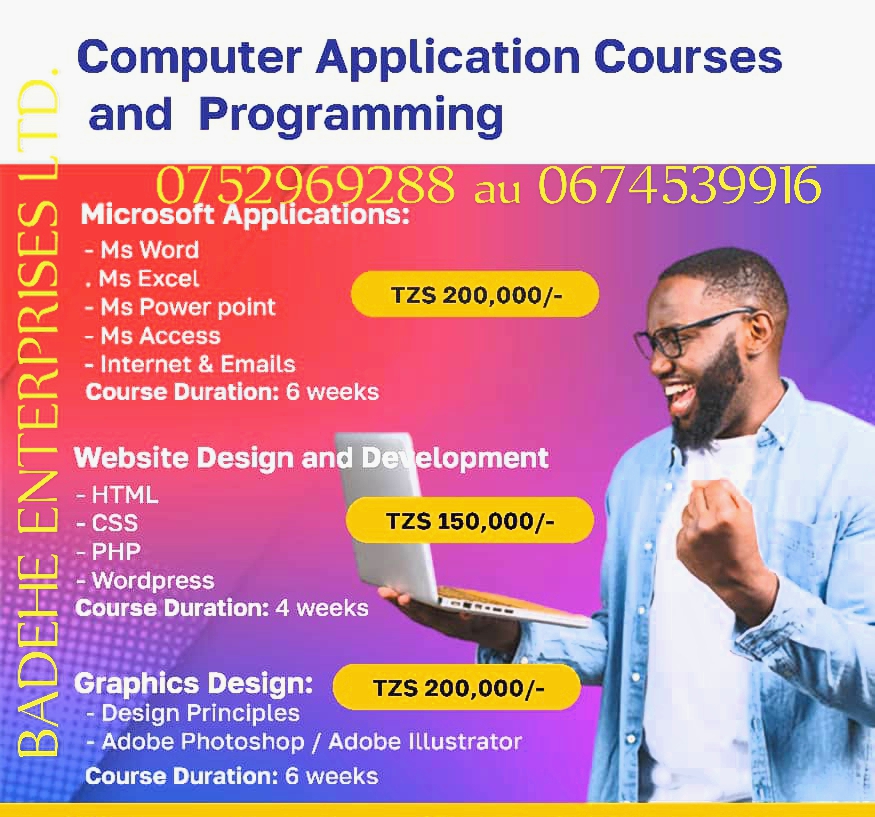 Computer Application Courses
and Programming
BADEHE ENTERPRISES LTD.
0752969288 au 0674539916
Microsoft Applications:
- Ms Word
. Ms Excel
- Ms Power point
- Ms Access
- Internet & Emails
Course Duration: 6 weeks
TZS 200,000/-
Website Design and Development
- HTML
- CSS
- PHP
- Wordpress
Course Duration: 4 weeks
TZS 150,000/-
Graphics Design:
TZS 200,000/-
- Design Principles
- Adobe Photoshop / Adobe Illustrator
Course Duration: 6 weeks